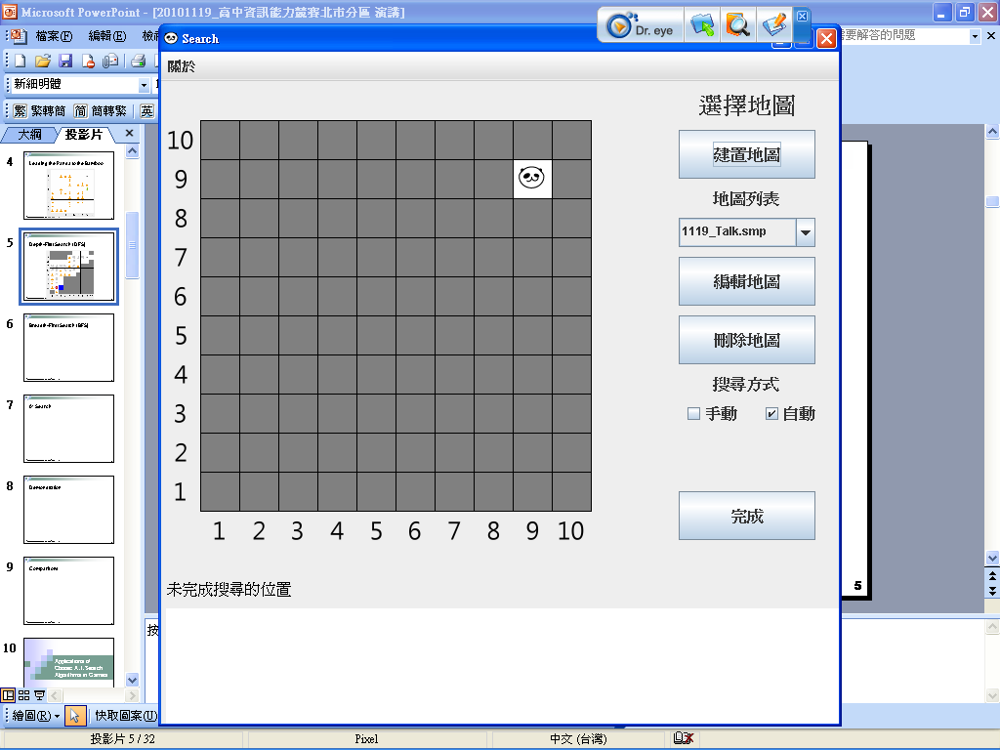 Microsoft PowerPoint - [20101119_高中資訊能力競賽北市分區 演講]
檔案(F) 編輯(E) 檢視
需要解答的問題
新細明體
繁 繁轉簡 简 簡轉繁 英
大綱 投影片
4
Leading the Panda to the Bamboo
5
Depth-First Search (DFS)
6
Breadth-First Search (BFS)
7
A* Search
8
Demonstration
9
Comparisons
10
Applications of
Classic A.I. Search
Algorithms in Games
Search
Dr. eye
關於
10
9
8
7
6
5
4
3
2
1
1 2 3 4 5 6 7 8 9 10
選擇地圖
建置地圖
地圖列表
1119_Talk.smp
編輯地圖
刪除地圖
搜尋方式
手動 自動
完成
未完成搜尋的位置
5
按
繪圖(R) 快取圖案(U)
投影片 5 / 32 Pixel 中文 (台灣)